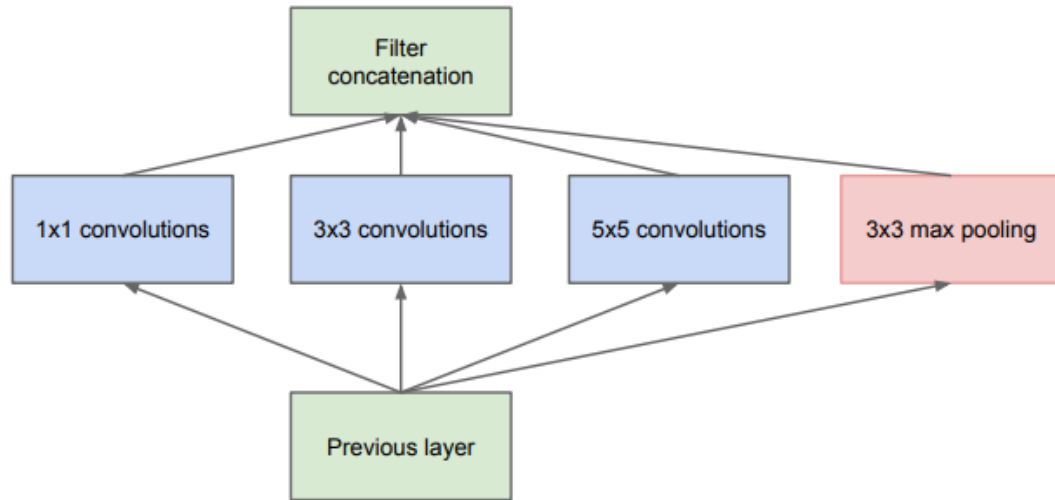 Filter
concatenation
1x1 convolutions
3x3 convolutions
5x5 convolutions
3x3 max pooling
Previous layer